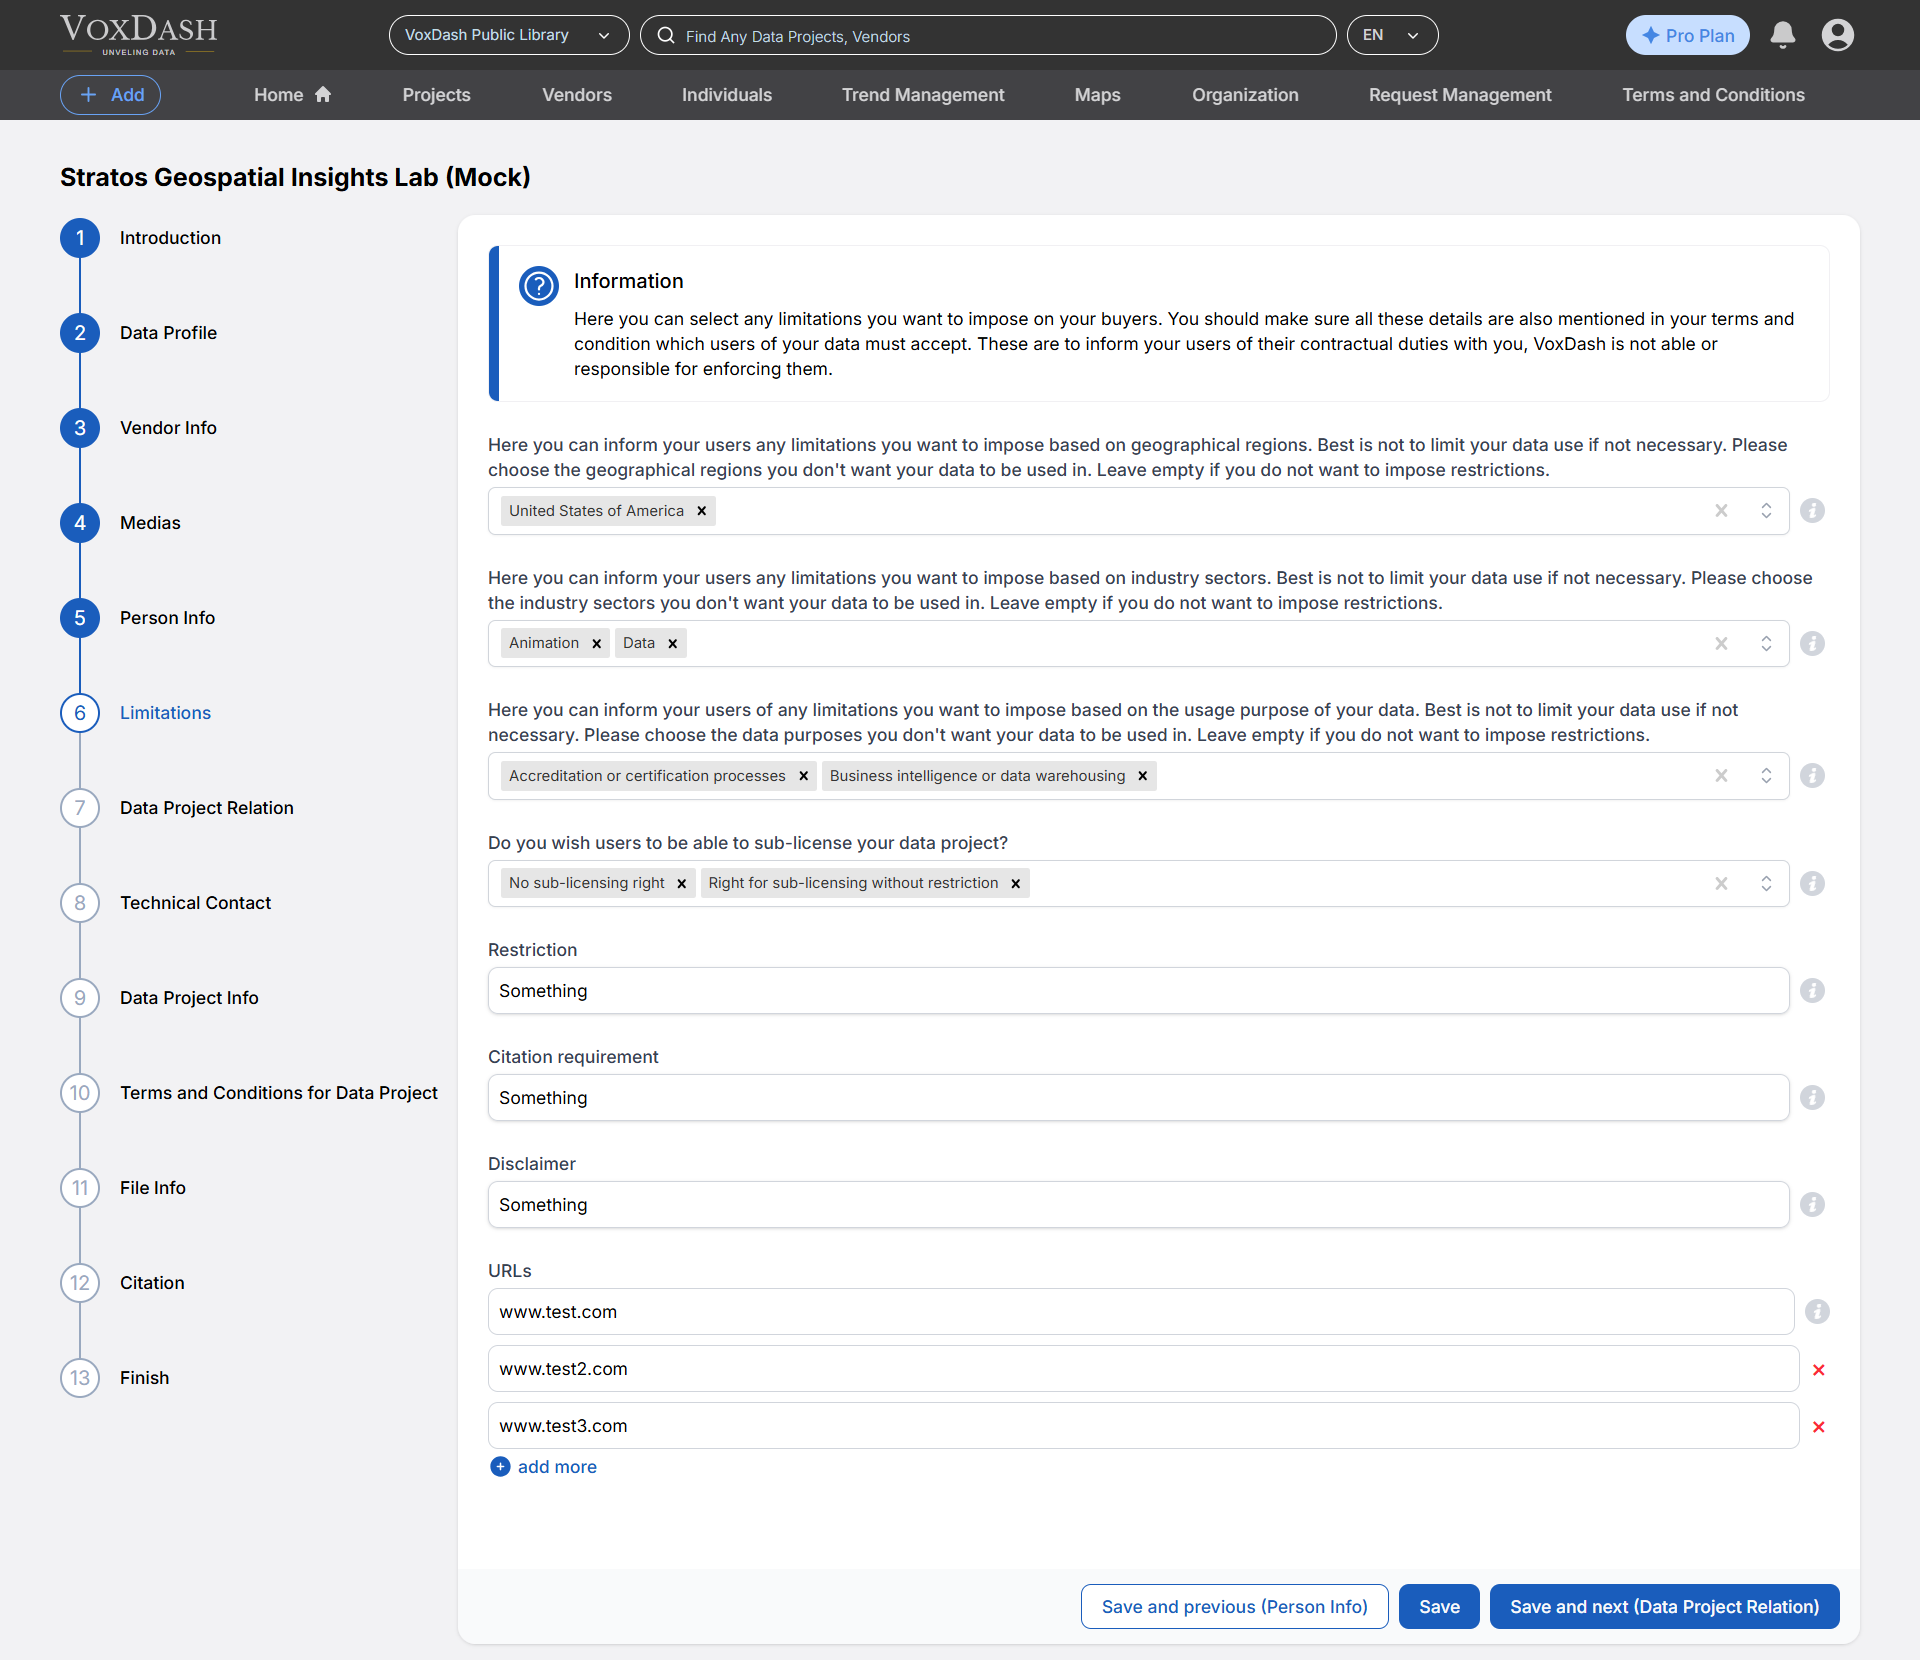 VOXDASH
UNVELING DATA
VoxDash Public Library
Find Any Data Projects, Vendors
EN
Pro Plan
Add
Home
Projects
Vendors
Individuals
Trend Management
Maps
Organization
Request Management
Terms and Conditions
Stratos Geospatial Insights Lab (Mock)
1 Introduction
2 Data Profile
3 Vendor Info
4 Medias
5 Person Info
6 Limitations
7 Data Project Relation
8 Technical Contact
9 Data Project Info
10 Terms and Conditions for Data Project
11 File Info
12 Citation
13 Finish
Information
Here you can select any limitations you want to impose on your buyers. You should make sure all these details are also mentioned in your terms and
condition which users of your data must accept. These are to inform your users of their contractual duties with you, VoxDash is not able or
responsible for enforcing them.
Here you can inform your users any limitations you want to impose based on geographical regions. Best is not to limit your data use if not necessary. Please
choose the geographical regions you don't want your data to be used in. Leave empty if you do not want to impose restrictions.
United States of America
Here you can inform your users any limitations you want to impose based on industry sectors. Best is not to limit your data use if not necessary. Please choose
the industry sectors you don't want your data to be used in. Leave empty if you do not want to impose restrictions.
Animation Data
Here you can inform your users of any limitations you want to impose based on the usage purpose of your data. Best is not to limit your data use if not
necessary. Please choose the data purposes you don't want your data to be used in. Leave empty if you do not want to impose restrictions.
Accreditation or certification processes Business intelligence or data warehousing
Do you wish users to be able to sub-license your data project?
No sub-licensing right Right for sub-licensing without restriction
Restriction
Something
Citation requirement
Something
Disclaimer
Something
URLs
www.test.com
www.test2.com
www.test3.com
add more
Save and previous (Person Info)
Save
Save and next (Data Project Relation)